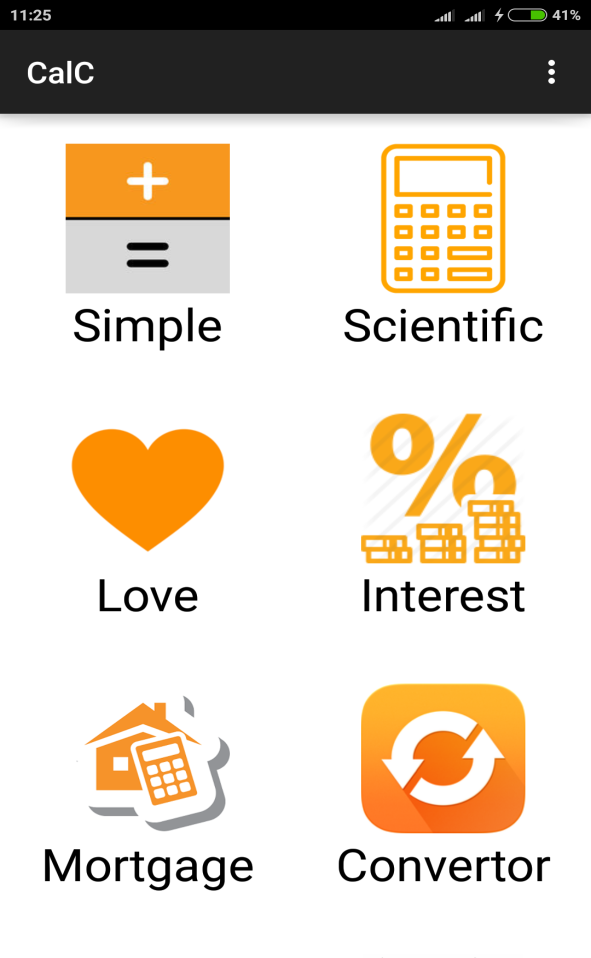 11:25 41%
CalC
Simple Scientific
Love Interest
Mortgage Convertor